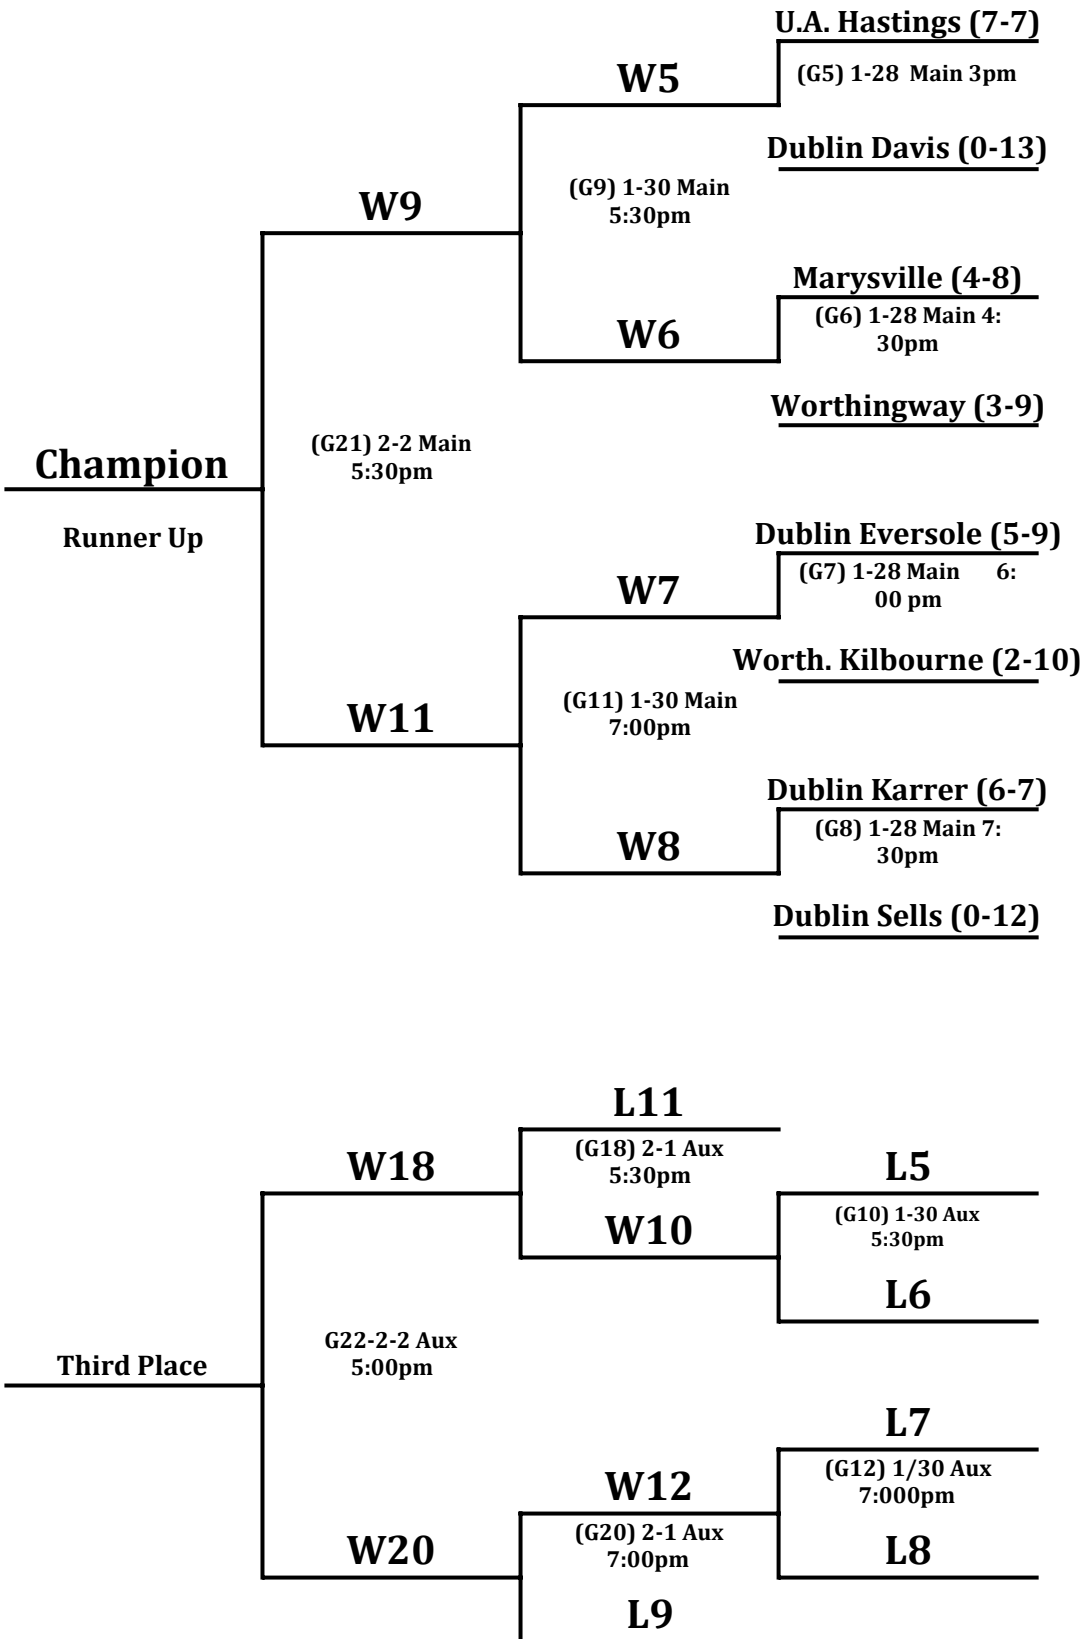 U.A. Hastings (7-7)
W5
(G5) 1-28 Main 3pm
Dublin Davis (0-13)
W9
(G9) 1-30 Main
5:30pm
Marysville (4-8)
W6
(G6) 1-28 Main 4:
30pm
Worthingway (3-9)
Champion
(G21) 2-2 Main
5:30pm
Runner Up
Dublin Eversole (5-9)
W7
(G7) 1-28 Main 6:
00 pm
Worth. Kilbourne (2-10)
W11
(G11) 1-30 Main
7:00pm
Dublin Karrer (6-7)
W8
(G8) 1-28 Main 7:
30pm
Dublin Sells (0-12)
L11
W18
(G18) 2-1 Aux
5:30pm
L5
W10
(G10) 1-30 Aux
5:30pm
L6
Third Place
G22-2-2 Aux
5:00pm
L7
W12
(G12) 1/30 Aux
7:000pm
W20
(G20) 2-1 Aux
7:00pm
L8
L9